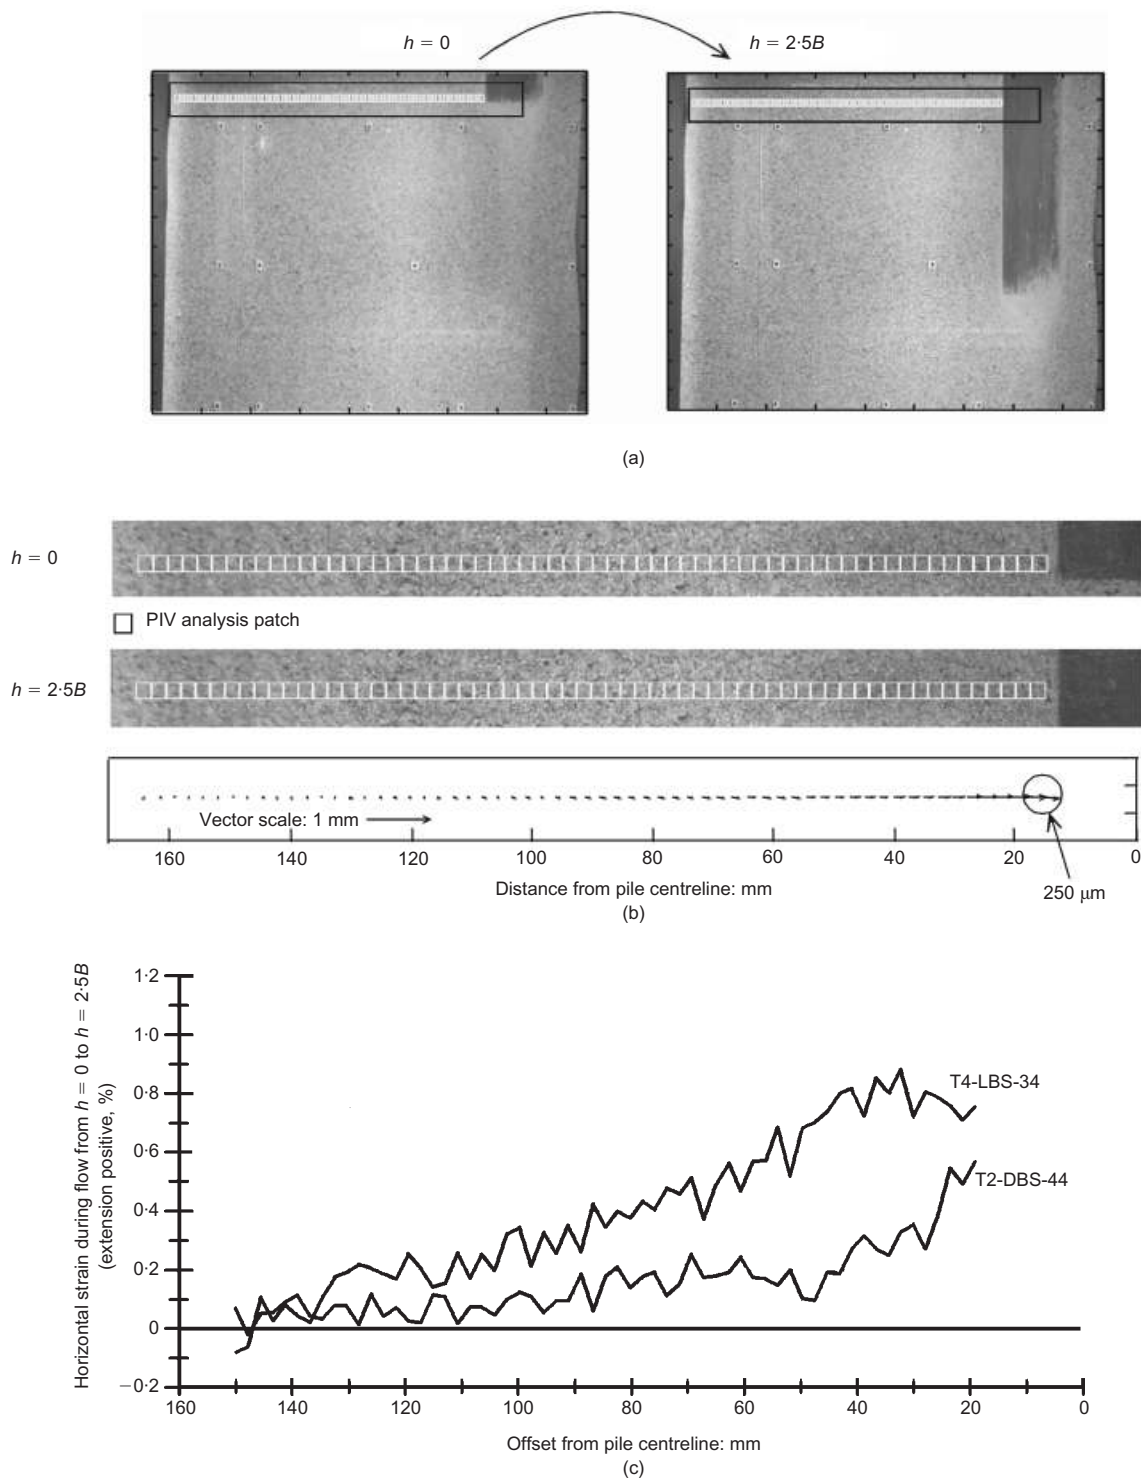 h = 0
h = 2·5B
(a)
h = 0
PIV analysis patch
h = 2·5B
Vector scale: 1 mm
160
140
120
100
80
60
40
20
0
Distance from pile centreline: mm
250 μm
(b)
Horizontal strain during flow from h = 0 to h = 2·5B
(extension positive, %)
1·2
1·0
0·8
0·6
0·4
0·2
0
−0·2
T4-LBS-34
T2-DBS-44
160
140
120
100
80
60
40
20
0
Offset from pile centreline: mm
(c)